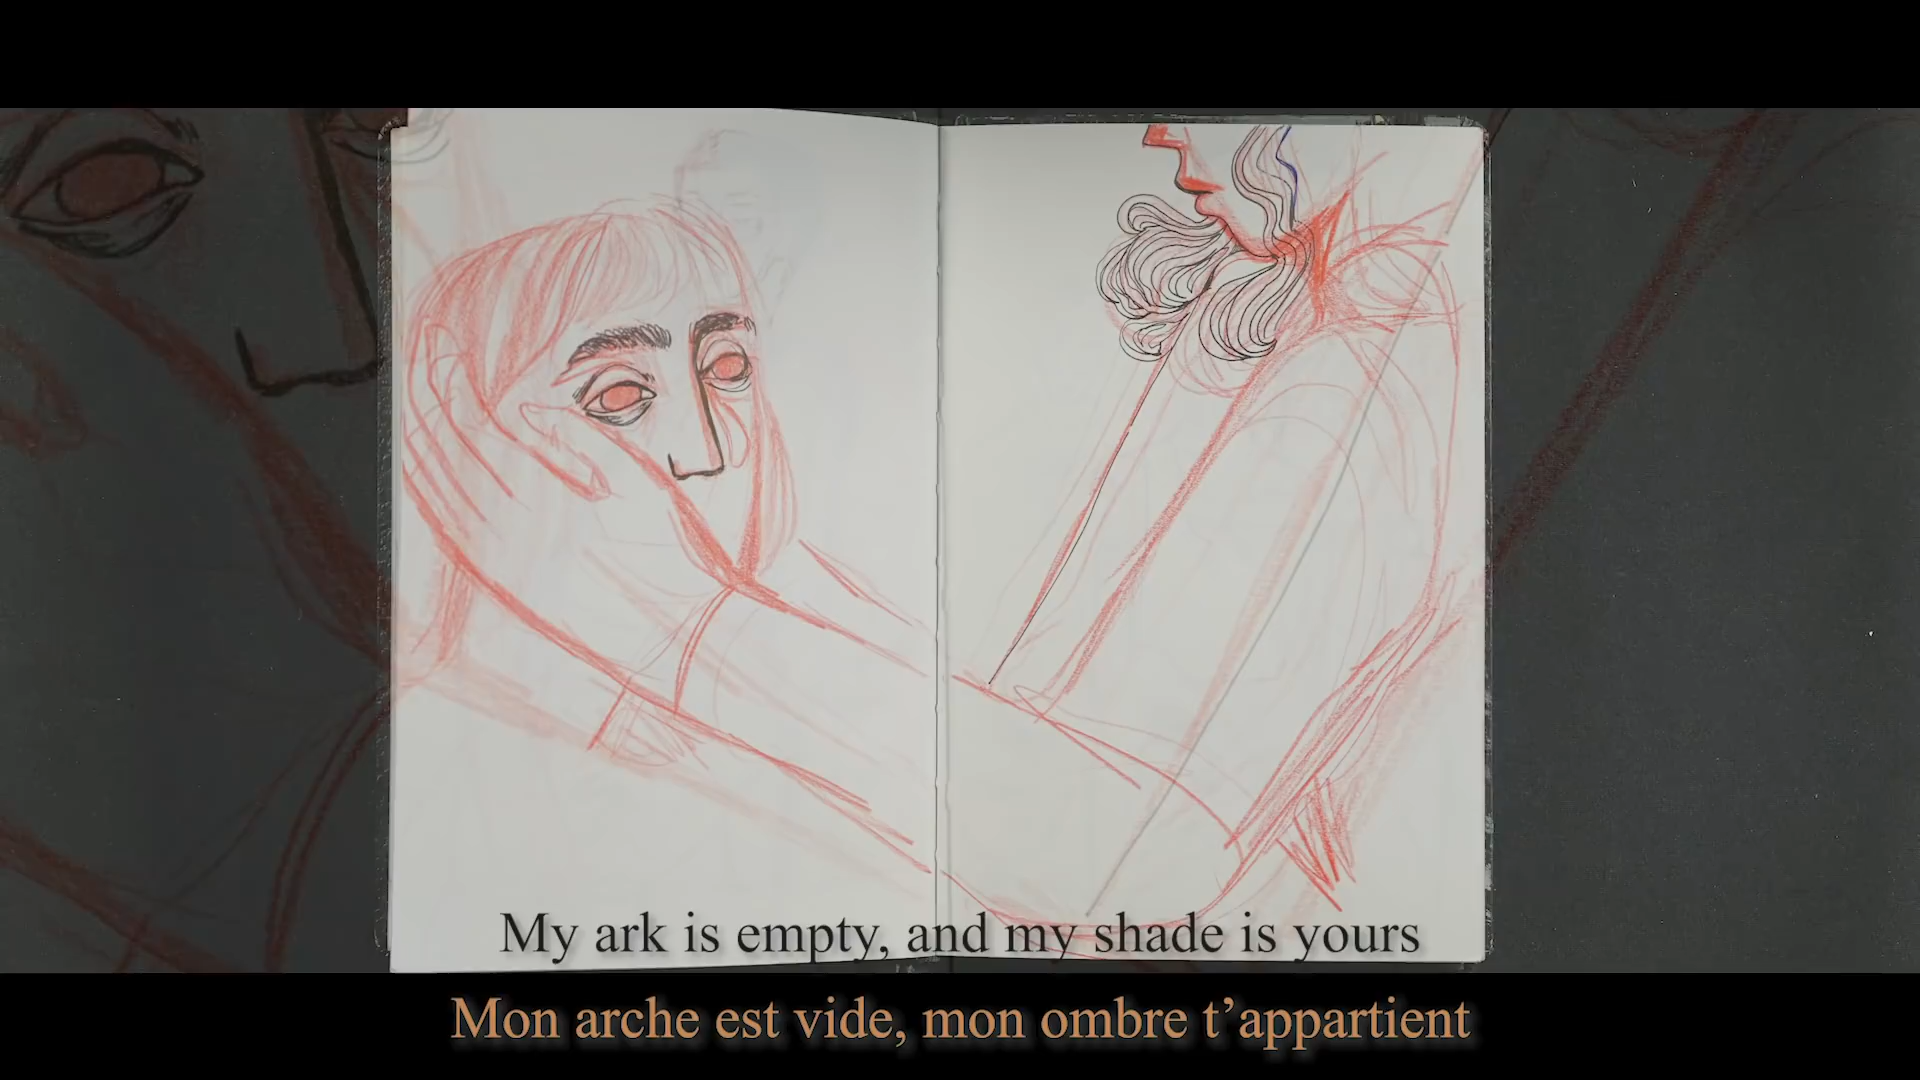 My ark is empty, and my shade is yours
Mon arche est vide, mon ombre t’appartient